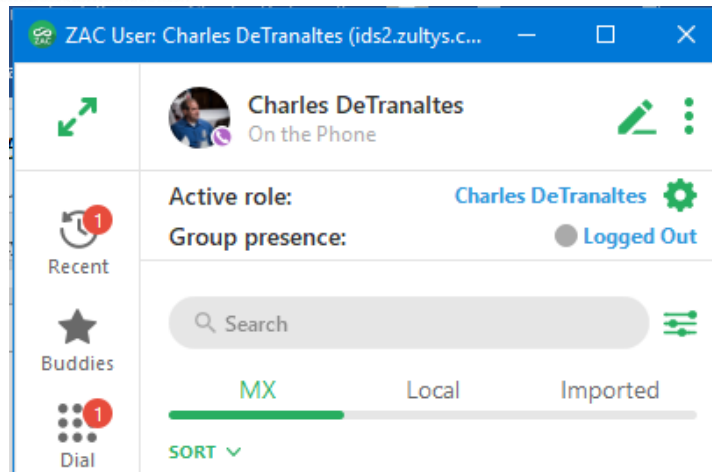 ZAC User: Charles DeTranaltes (ids2.zultys.c...
Charles DeTranaltes
On the Phone
Active role: Charles DeTranaltes
Group presence: Logged Out
1
Recent
Search
Buddies
MX Local Imported
1
Dial
SORT